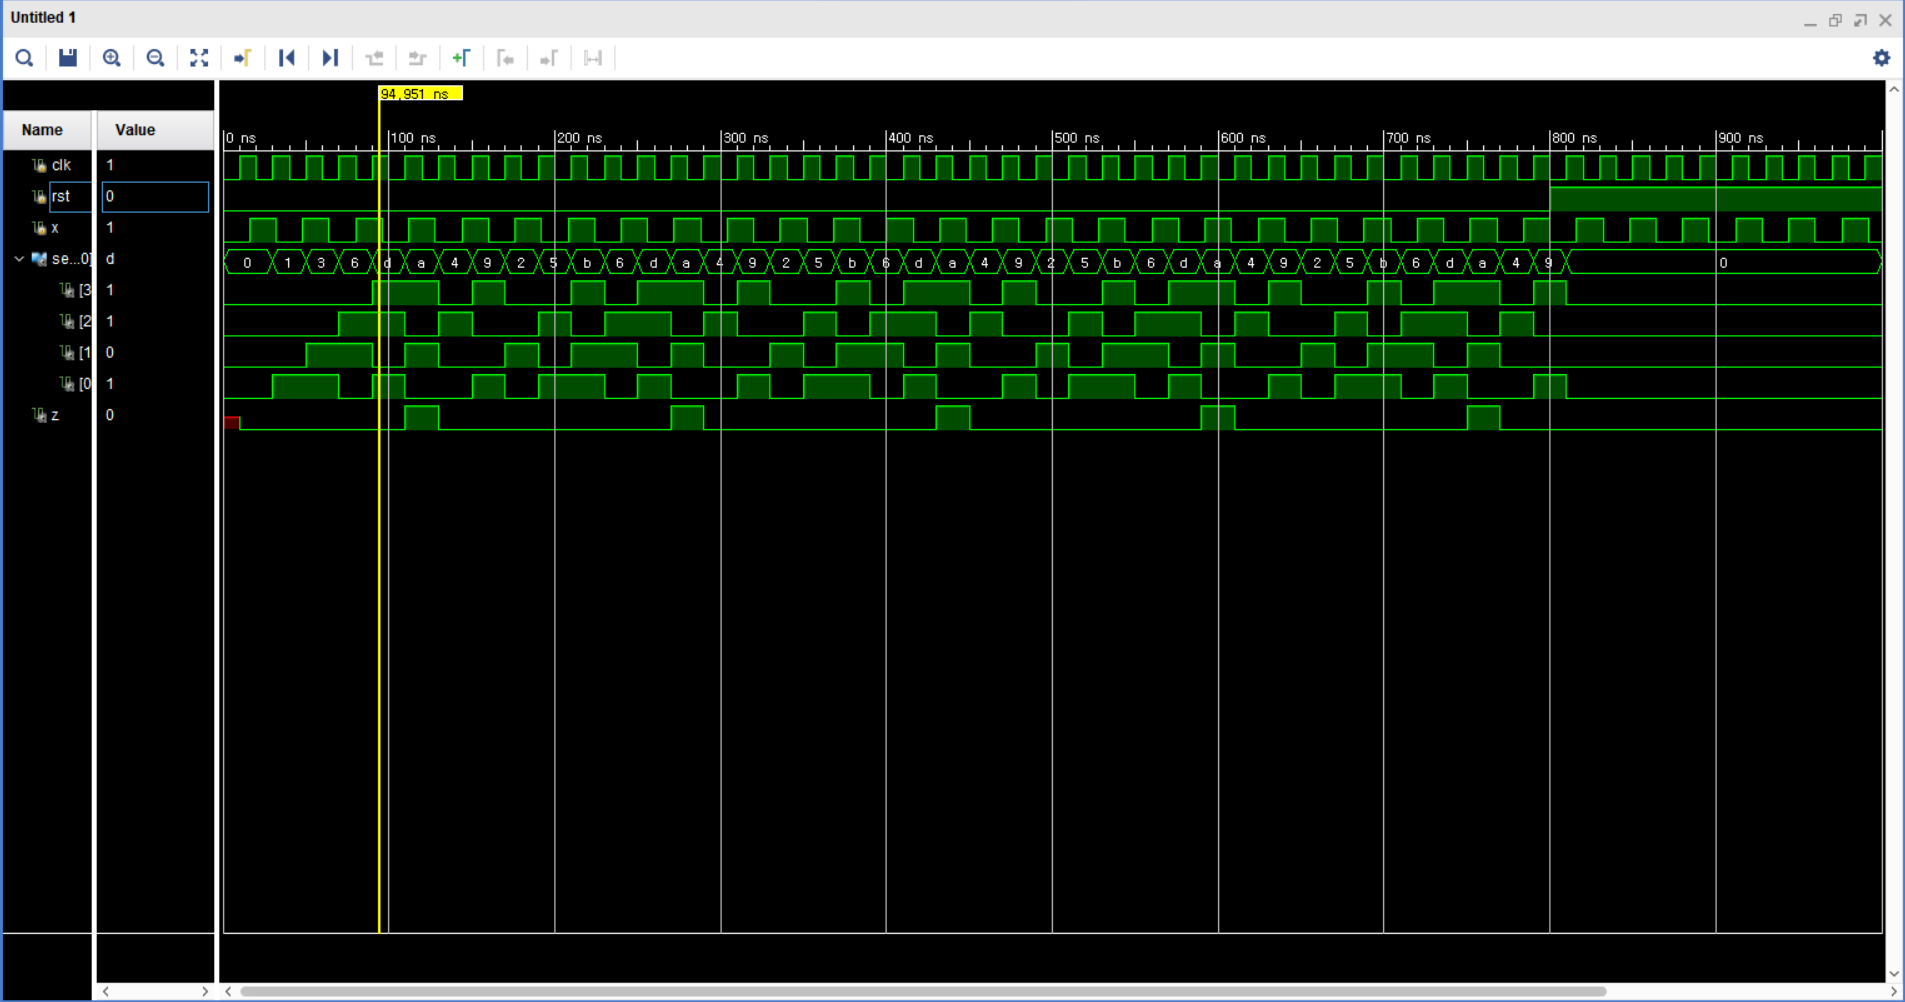 Untitled 1
94,951 ns
Name Value
0 ns 100 ns 200 ns 300 ns 400 ns 500 ns 600 ns 700 ns 800 ns 900 ns
clk 1
rst 0
x 1
se...0] d 0 1 3 6 d a 4 9 2 5 b 6 d a 4 9 2 5 b 6 d a 4 9 2 5 b 6 d a 4 9 2 5 b 6 d a 4 9 0
[3 1
[2 1
[1 0
[0 1
z 0